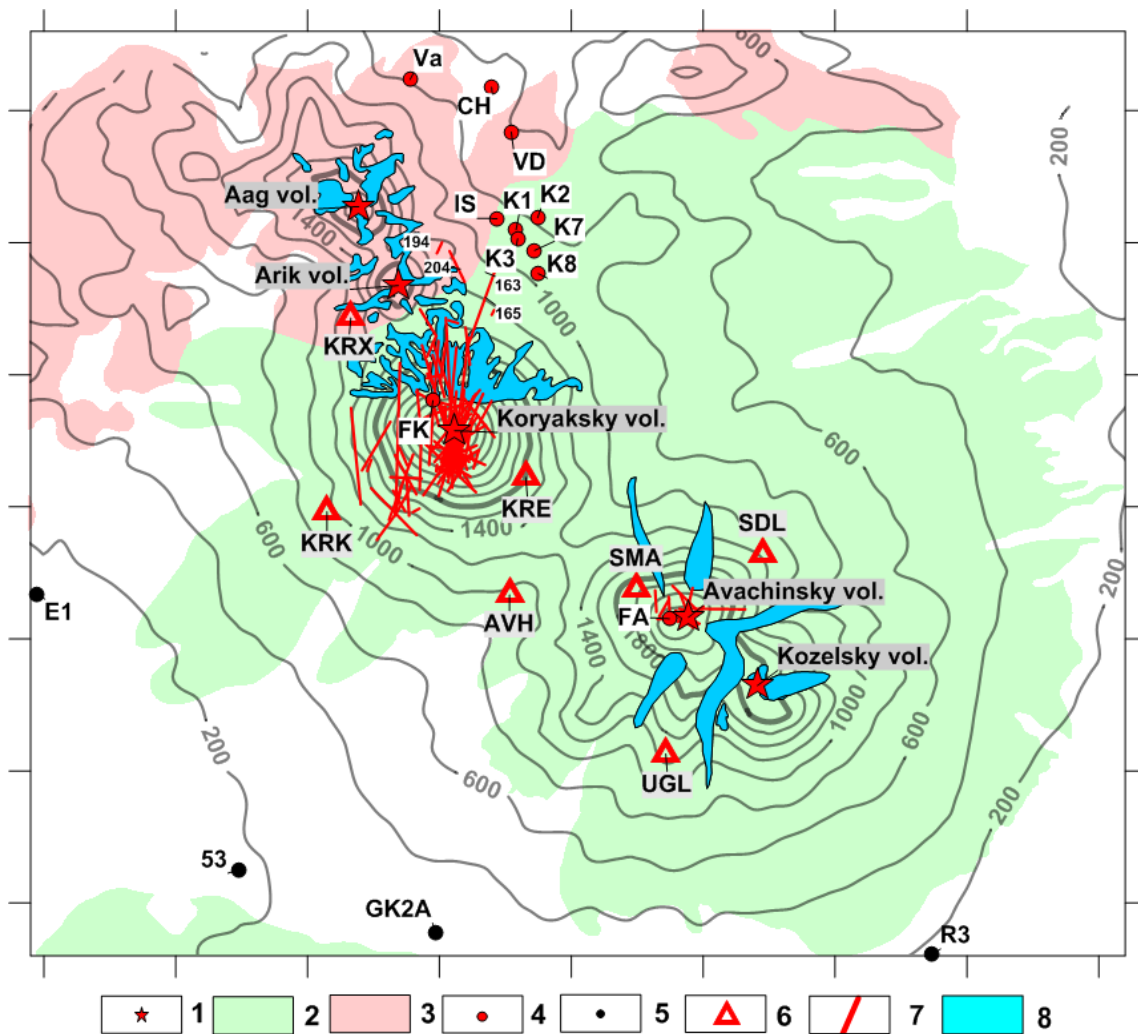 600
Va
CH
VD
200
Aag vol.
1400
IS
K1
K2
K7
K3
K8
194
204
Arik vol.
163
165
1000
KRX
FK
Koryaksky vol.
600
KRE
1400
KRK
1000
600
SDL
SMA
Avachinsky vol.
200
E1
AVH
FA
1400
1800
Kozelsky vol.
1000
600
200
600
UGL
200
53
GK2A
R3
1 2 3 4 5 6 7 8